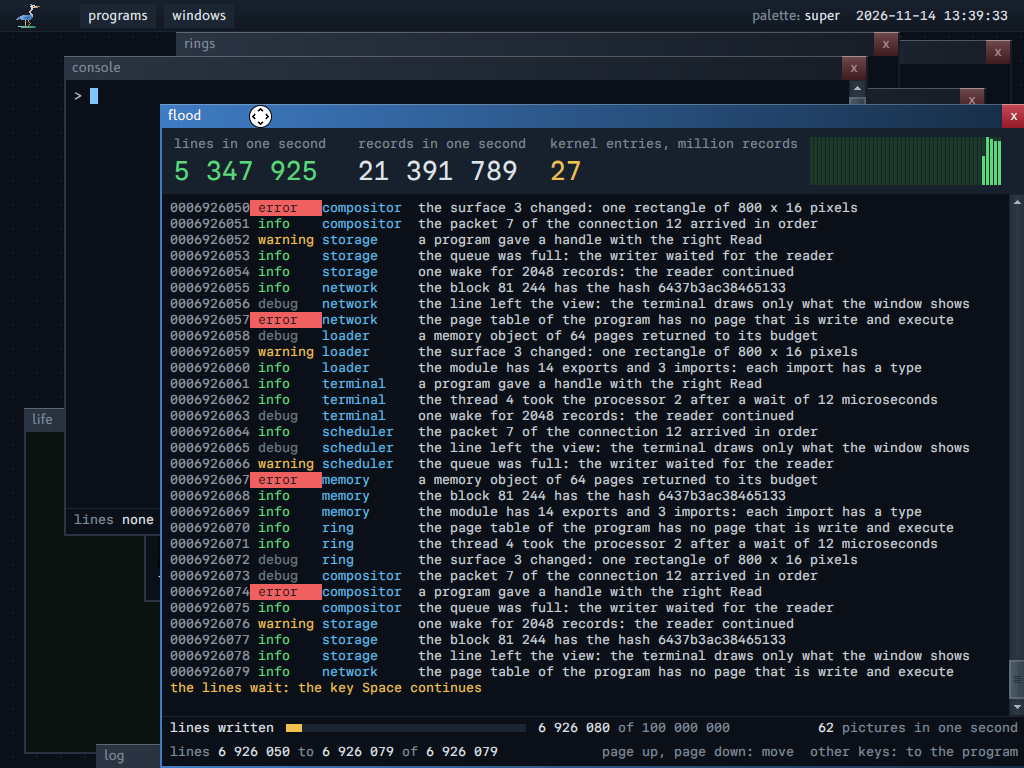 programs windows palette: super 2026-11-14 13:39:33
rings x
x
console x
x
>
flood x
lines in one second records in one second kernel entries, million records
5 347 925 21 391 789 27
0006926050 error compositor the surface 3 changed: one rectangle of 800 x 16 pixels
0006926051 info compositor the packet 7 of the connection 12 arrived in order
0006926052 warning storage a program gave a handle with the right Read
0006926053 info storage the queue was full: the writer waited for the reader
0006926054 info storage one wake for 2048 records: the reader continued
0006926055 info network the block 81 244 has the hash 6437b3ac38465133
0006926056 debug network the line left the view: the terminal draws only what the window shows
0006926057 error network the page table of the program has no page that is write and execute
0006926058 debug loader a memory object of 64 pages returned to its budget
0006926059 warning loader the surface 3 changed: one rectangle of 800 x 16 pixels
0006926060 info loader the module has 14 exports and 3 imports: each import has a type
0006926061 info terminal a program gave a handle with the right Read
0006926062 info terminal the thread 4 took the processor 2 after a wait of 12 microseconds
0006926063 debug terminal one wake for 2048 records: the reader continued
0006926064 info scheduler the packet 7 of the connection 12 arrived in order
0006926065 debug scheduler the line left the view: the terminal draws only what the window shows
0006926066 warning scheduler the queue was full: the writer waited for the reader
0006926067 error memory a memory object of 64 pages returned to its budget
0006926068 info memory the block 81 244 has the hash 6437b3ac38465133
0006926069 info memory the module has 14 exports and 3 imports: each import has a type
0006926070 info ring the page table of the program has no page that is write and execute
0006926071 info ring the thread 4 took the processor 2 after a wait of 12 microseconds
0006926072 debug ring the surface 3 changed: one rectangle of 800 x 16 pixels
0006926073 debug compositor the packet 7 of the connection 12 arrived in order
0006926074 error compositor a program gave a handle with the right Read
0006926075 info compositor the queue was full: the writer waited for the reader
0006926076 warning storage one wake for 2048 records: the reader continued
0006926077 info storage the block 81 244 has the hash 6437b3ac38465133
0006926078 info storage the line left the view: the terminal draws only what the window shows
0006926079 info network the page table of the program has no page that is write and execute
the lines wait: the key Space continues
lines written 6 926 080 of 100 000 000 62 pictures in one second
lines 6 926 050 to 6 926 079 of 6 926 079 page up, page down: move other keys: to the program
life
lines none
log